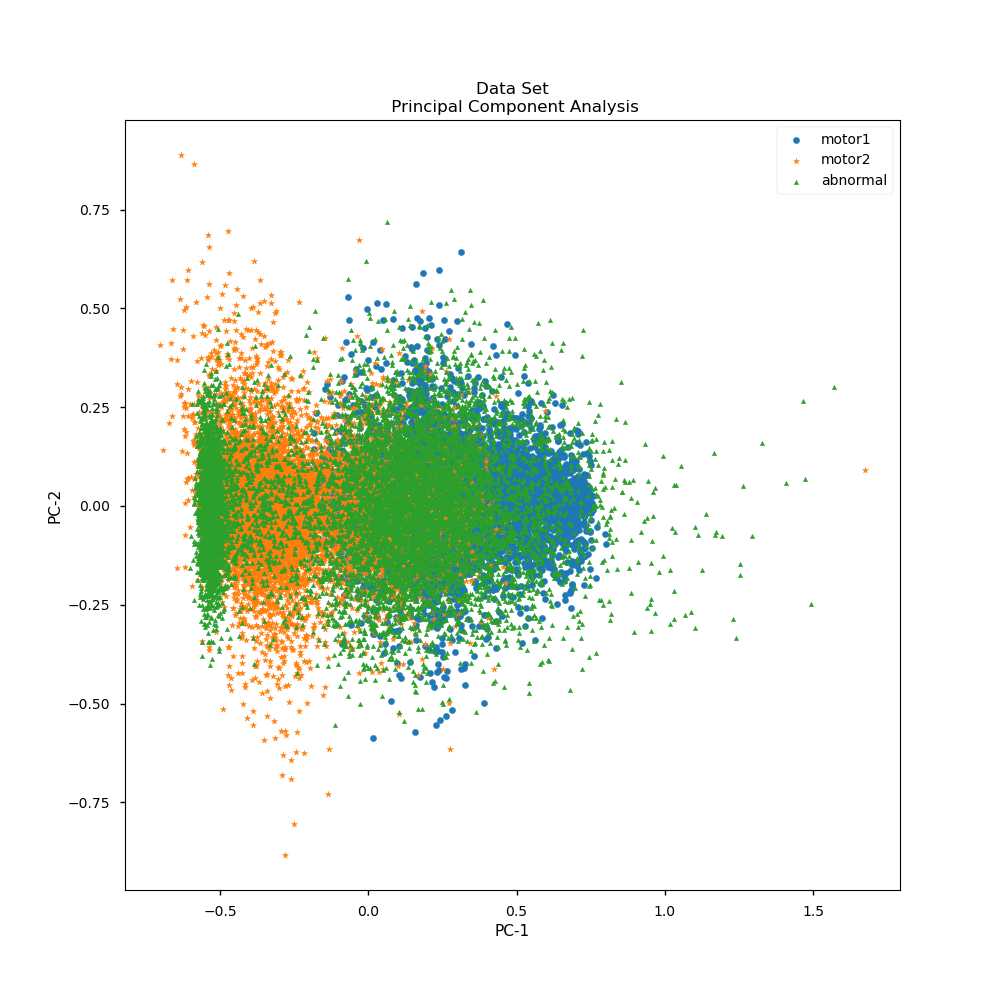 Data Set
Principal Component Analysis
motor1
motor2
abnormal
0.75
0.50
0.25
0.00
−0.25
−0.50
−0.75
PC-2
−0.5
0.0
0.5
1.0
1.5
PC-1